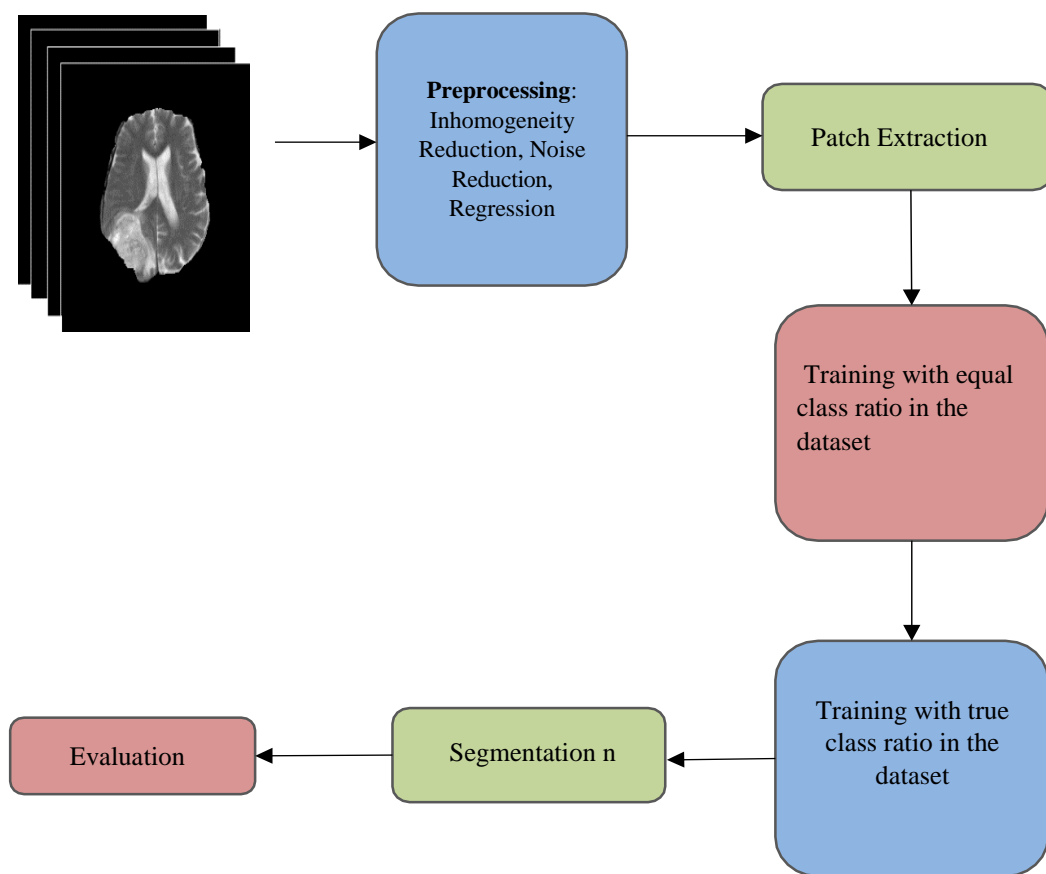 Preprocessing:
Inhomogeneity
Reduction, Noise
Reduction,
Regression
Patch Extraction
Training with equal
class ratio in the
dataset
Training with true
class ratio in the
dataset
Segmentation n
Evaluation